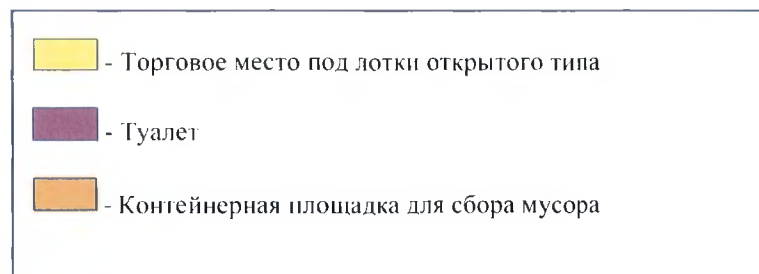 - Торговое место под лотки открытого типа
- Туалет
- Контейнерная площадка для сбора мусора